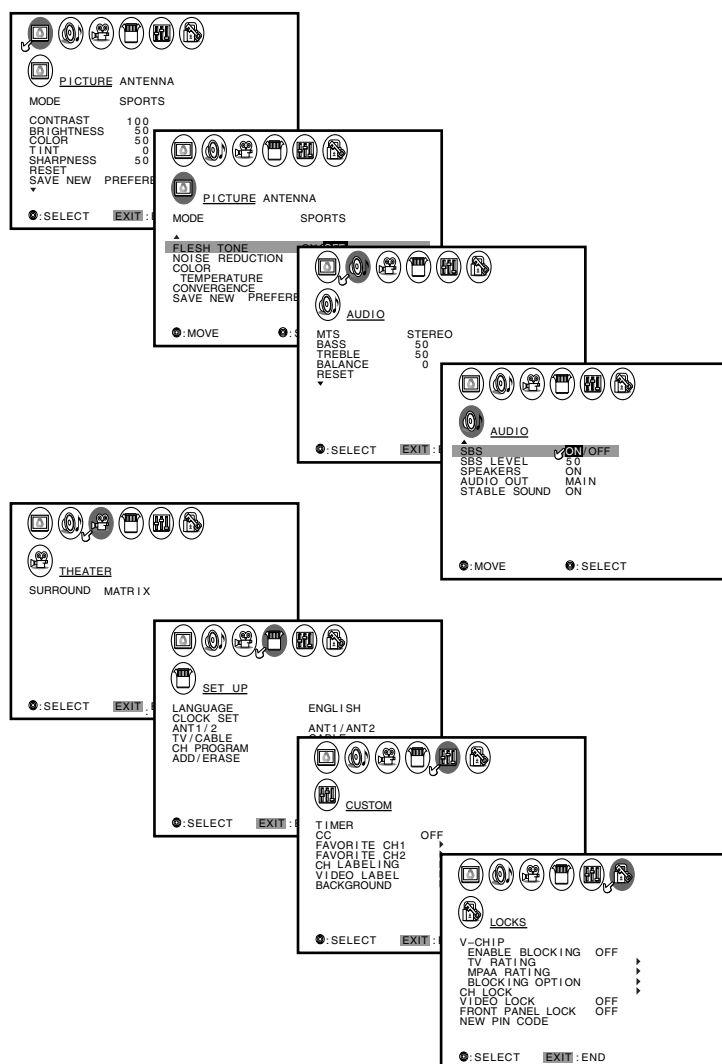 PICTURE ANTENNA
MODE SPORTS
CONTRAST 100
BRIGHTNESS 50
COLOR 50
TINT 0
SHARPNESS 50
RESET
SAVE NEW PREFERE
:SELECT EXIT :
PICTURE ANTENNA
MODE SPORTS
FLESH TONE
NOISE REDUCTION
COLOR
TEMPERATURE
CONVERGENCE
SAVE NEW PREFERE
:MOVE
AUDIO
MTS STEREO
BASS 50
TREBLE 50
BALANCE 0
RESET
:SELECT EXIT :
AUDIO
SBS ON/OFF
SBS LEVEL 50
SPEAKERS ON
AUDIO OUT MAIN
STABLE SOUND ON
:MOVE :SELECT
THEATER
SURROUND MATRIX
:SELECT EXIT :
SET UP
LANGUAGE ENGLISH
CLOCK SET
ANT1/2 ANT1/ANT2
TV/CABLE
CH PROGRAM
ADD/ERASE
:SELECT EXIT :
CUSTOM
TIMER
CC OFF
FAVORITE CH1
FAVORITE CH2
CH LABELING
VIDEO LABEL
BACKGROUND
:SELECT EXIT :
LOCKS
V-CHIP
ENABLE BLOCKING OFF
TV RATING
MPAA RATING
BLOCKING OPTION
CH LOCK
VIDEO LOCK OFF
FRONT PANEL LOCK OFF
NEW PIN CODE
:SELECT EXIT :END